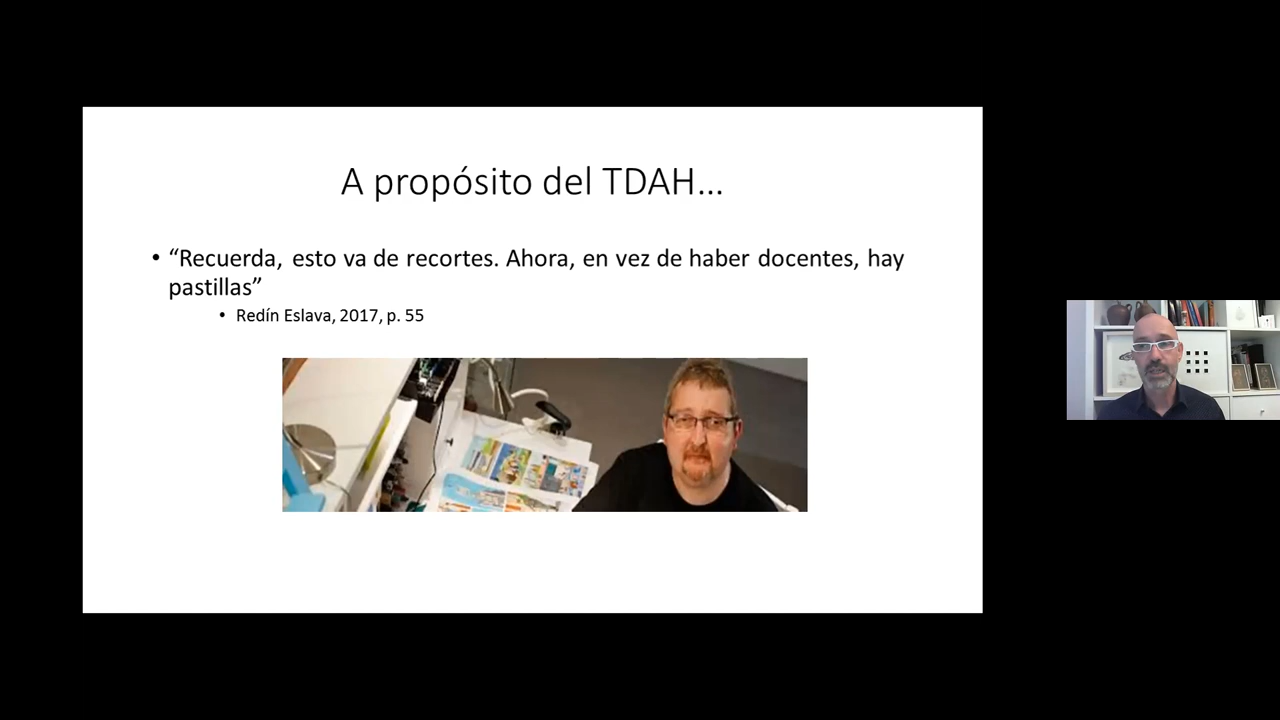 A propósito del TDAH...
• “Recuerda, esto va de recortes. Ahora, en vez de haber docentes, hay
pastillas”
• Redín Eslava, 2017, p. 55